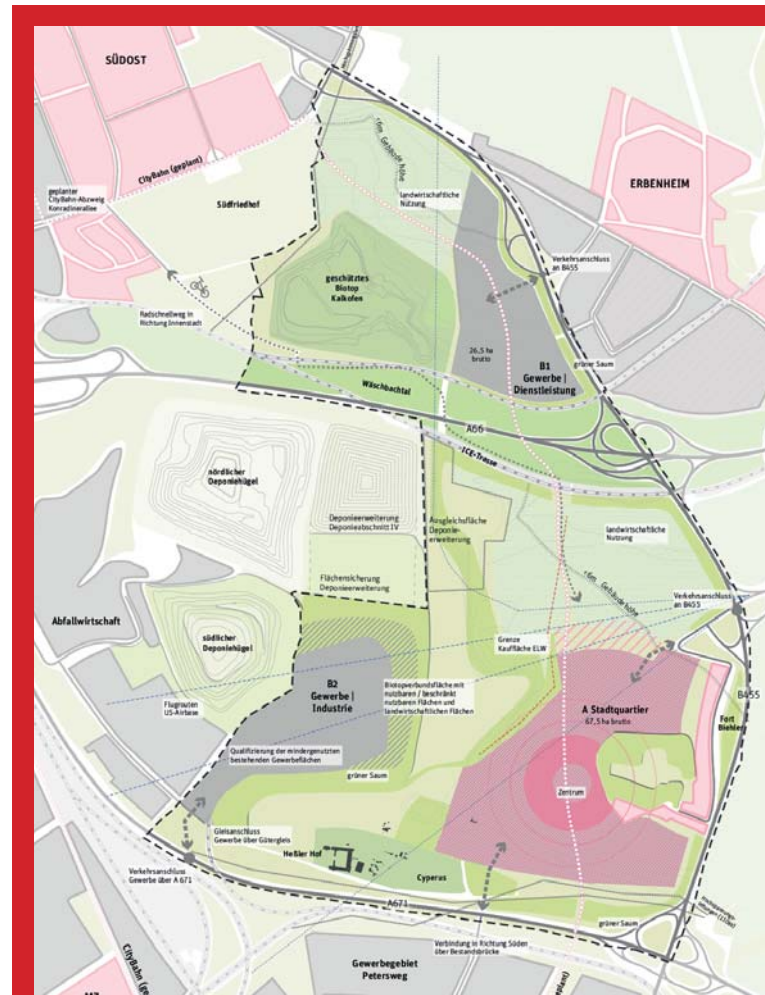 SÜDOST
CityBahn (geplant)
geplanter
CityBahn-Abzweig
Konradinerallee
Südfriedhof
Radschnellweg in
Richtung Innenstadt
Gebäudehöhe
landwirtschaftliche
Nutzung
ERBENHEIM
geschütztes
Biotop
Kalkofen
Verkehrsanschluss
an B455
26,5 ha
brutto
B1
Gewerbe |
Dienstleistung
grüner Saum
Wäschbachtal
A66
ICE-Trasse
nördlicher
Deponiehügel
Deponieerweiterung
Deponieabschnitt IV
Ausgleichsfläche
Deponie-
erweiterung
landwirtschaftliche
Nutzung
Flächensicherung
Deponieerweiterung
<6m Gebäudehöhe
Verkehrsanschluss
an B455
Abfallwirtschaft
südlicher
Deponiehügel
Grenze
Kauffläche ELW
B2
Gewerbe |
Industrie
Biotopverbundsfläche mit
nutzbaren / beschränkt
nutzbaren Flächen und
landwirtschaftlichen Flächen
A Stadtquartier
67,5 ha brutto
B455
Fort
Biehler
Flugrouten
US-Airbase
Qualifizierung der mindergenutzten
bestehenden Gewerbeflächen
grüner Saum
Zentrum
Gleisanschluss
Gewerbe über Gütergleis
Heßler Hof
Cyperus
Verkehrsanschluss
Gewerbe über A 671
A671
grüner Saum
Verbindung in Richtung Süden
über Bestandsbrücke
Gewerbegebiet
Petersweg